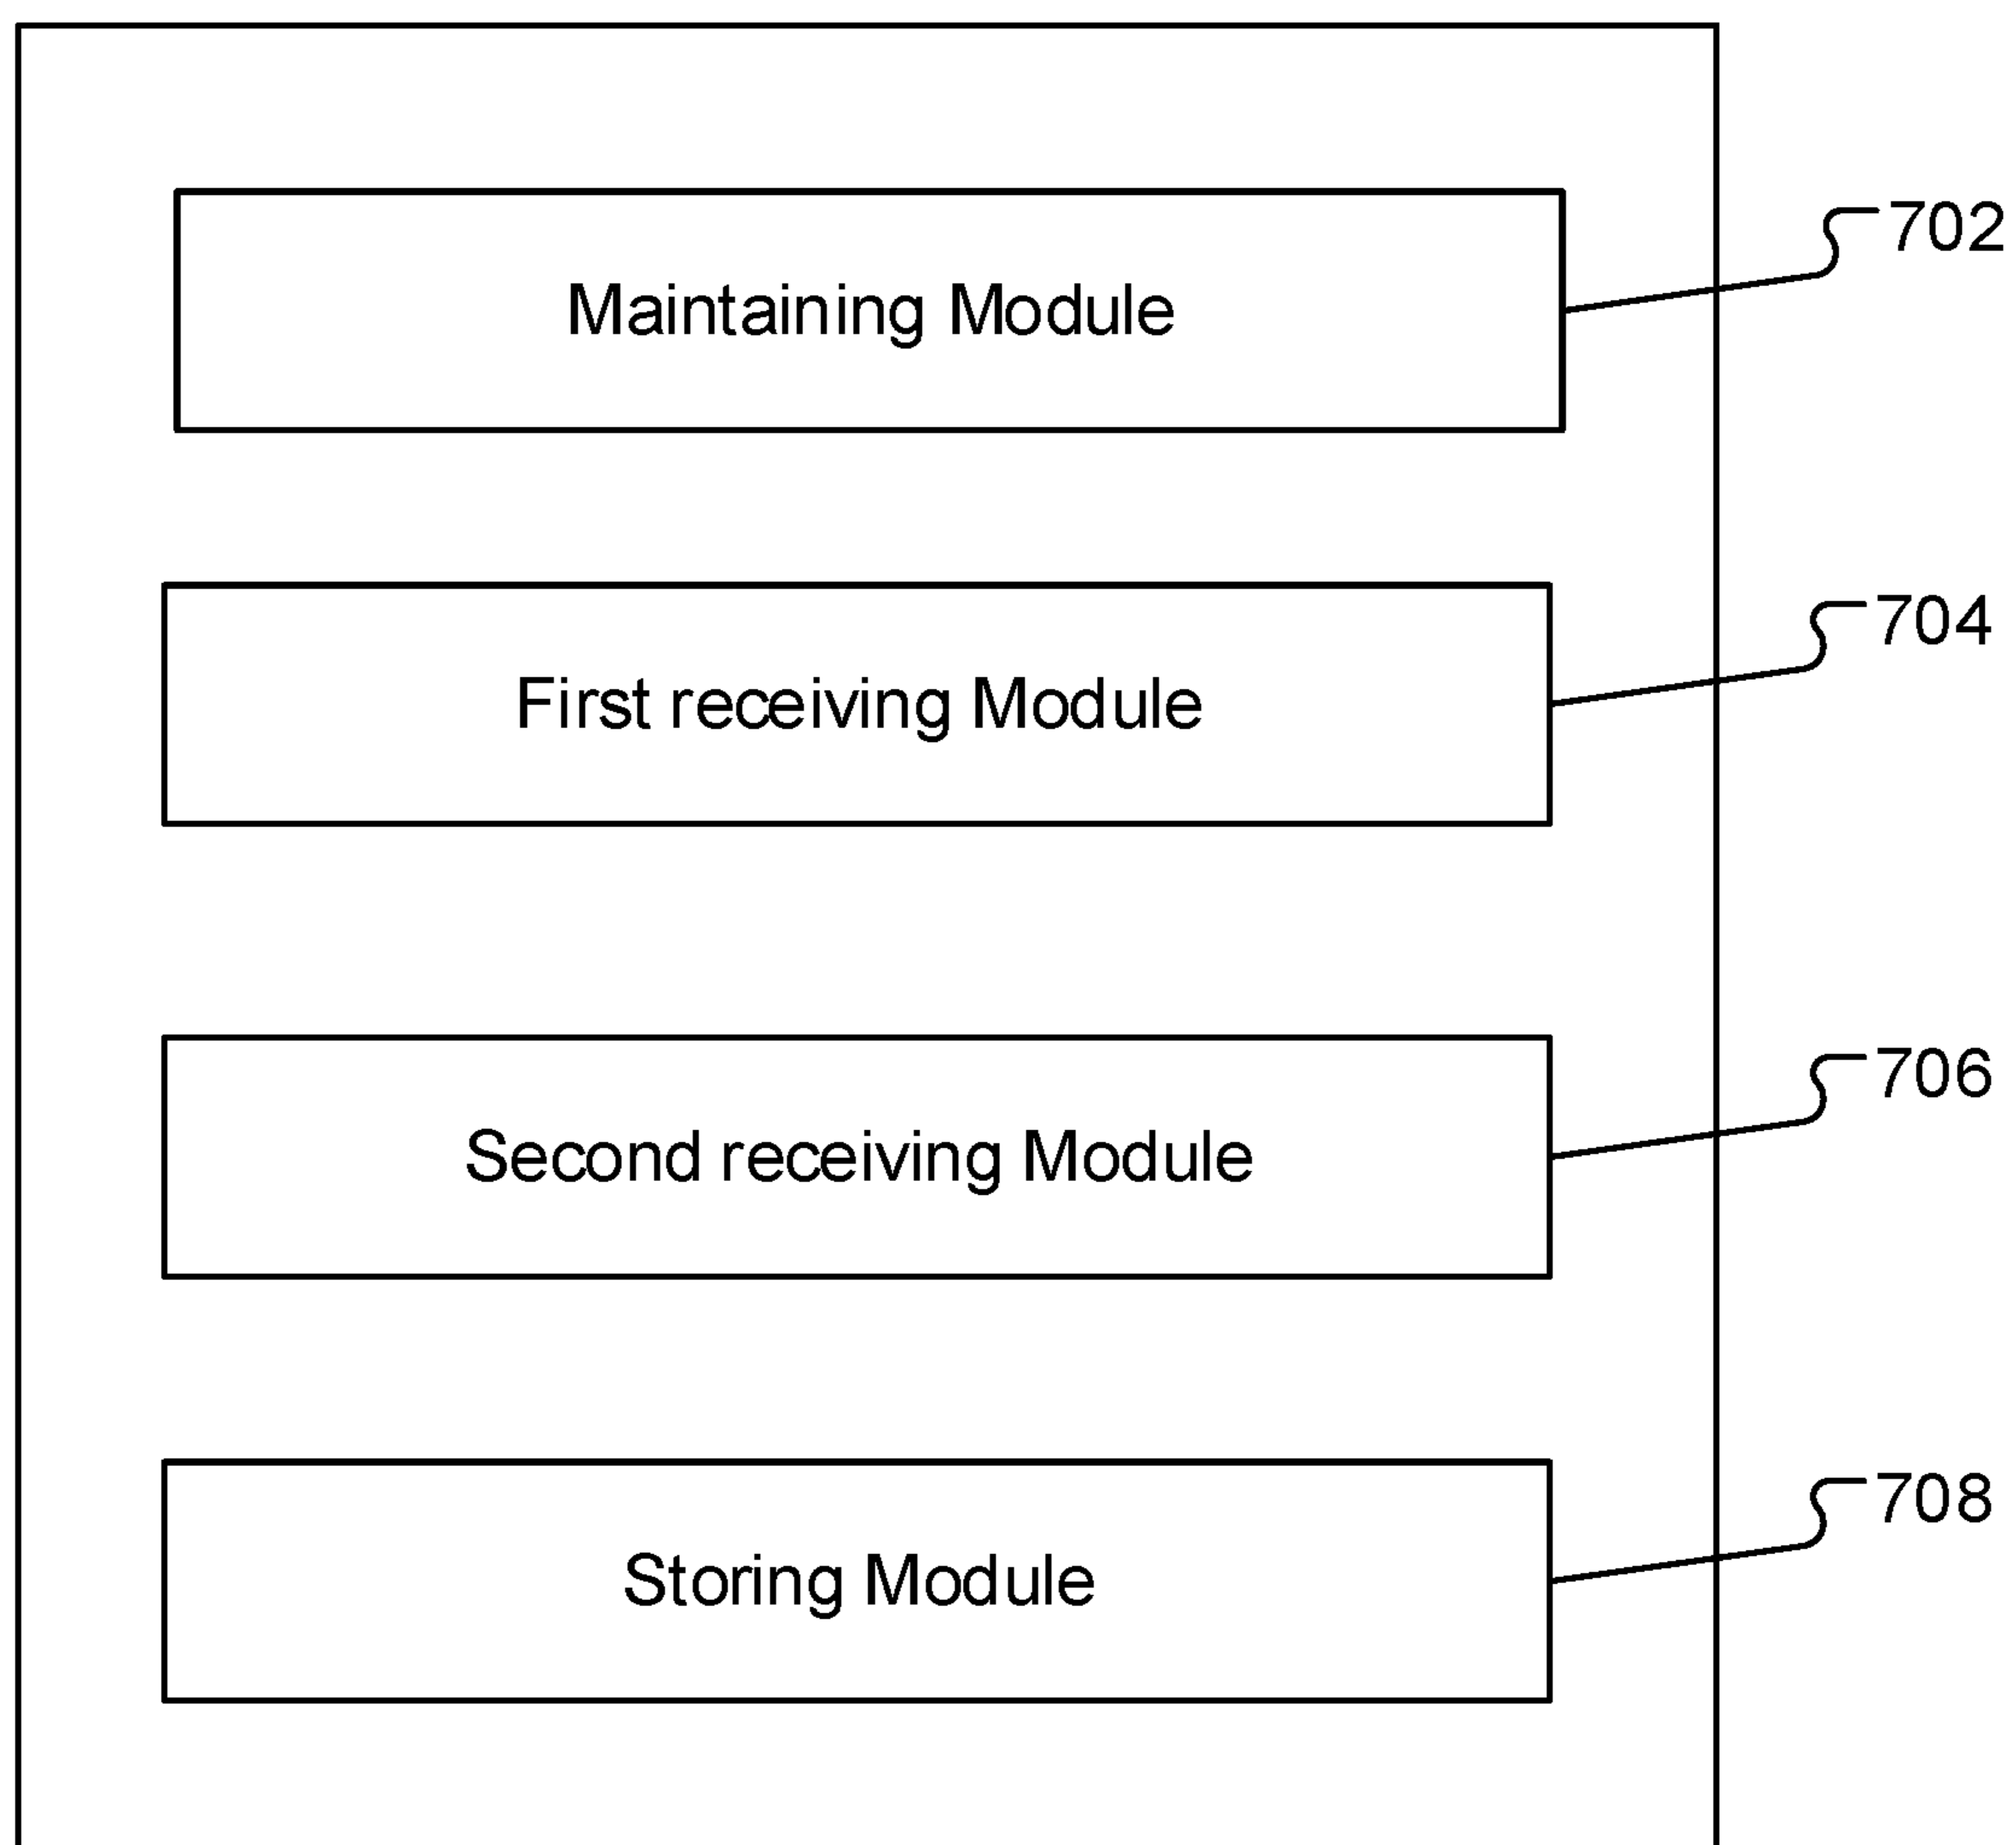 Maintaining Module
702
First receiving Module
704
Second receiving Module
706
Storing Module
708